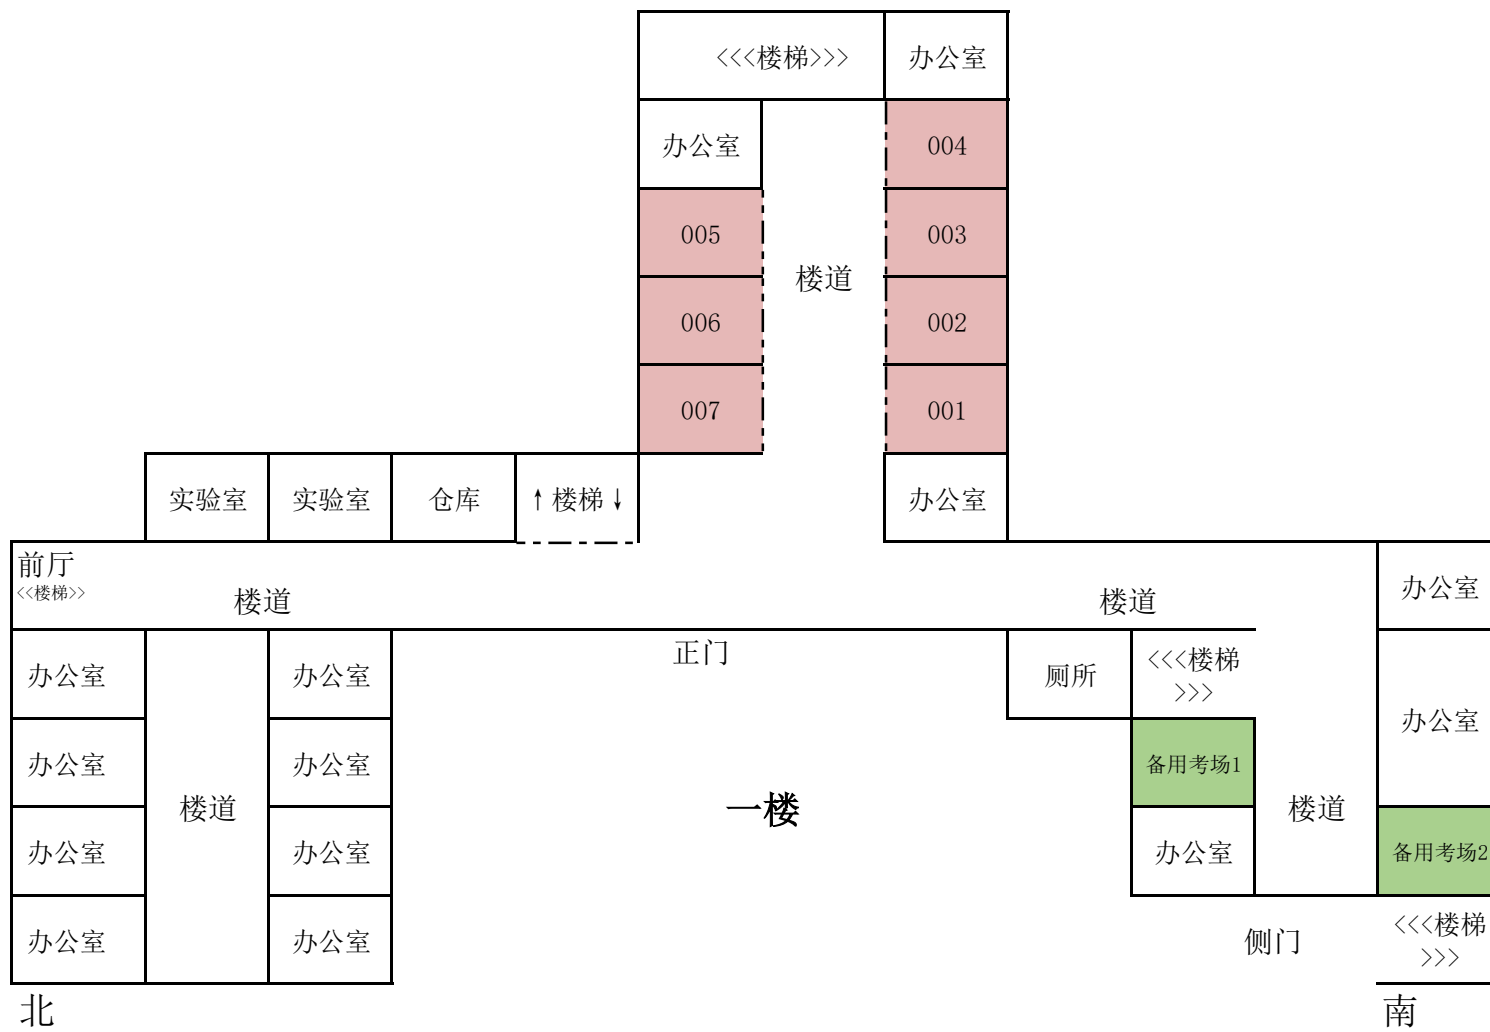 <<<楼梯>>>
办公室
办公室
004
005
003
楼道
006
002
007
001
实验室
实验室
仓库
↑楼梯↓
办公室
前厅
<<楼梯>>
楼道
楼道
办公室
正门
办公室
办公室
厕所
<<<楼梯
>>>
办公室
办公室
办公室
备用考场1
楼道
一楼
楼道
办公室
办公室
办公室
备用考场2
办公室
办公室
侧门
<<<楼梯
>>>
北
南